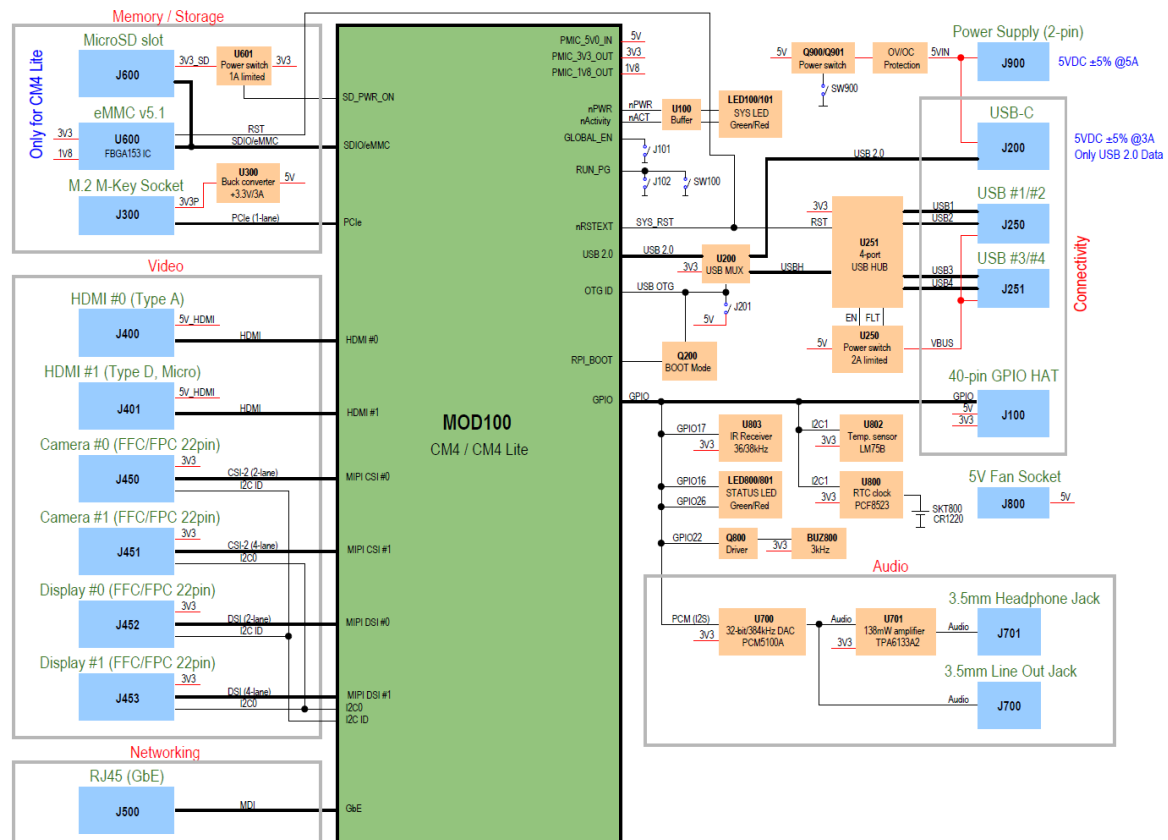 Memory / Storage
MicroSD slot
J600
3V3_SD
U601
Power switch
1A limited
3V3
Only for CM4 Lite
eMMC v5.1
3V3
1V8
U600
FBGA153 IC
RST
SDIO/eMMC
M.2 M-Key Socket
J300
3V3P
U300
Buck converter
+3.3V/3A
5V
PCIe (1-lane)
Video
HDMI #0 (Type A)
J400
5V_HDMI
HDMI
HDMI #1 (Type D, Micro)
J401
5V_HDMI
HDMI
Camera #0 (FFC/FPC 22pin)
J450
3V3
CSI-2 (2-lane)
I2C ID
Camera #1 (FFC/FPC 22pin)
J451
3V3
CSI-2 (4-lane)
I2C0
Display #0 (FFC/FPC 22pin)
J452
3V3
DSI (2-lane)
I2C ID
Display #1 (FFC/FPC 22pin)
J453
3V3
DSI (4-lane)
I2C0
Networking
RJ45 (GbE)
J500
MDI
SD_PWR_ON
SDIO/eMMC
PCIe
HDMI #0
HDMI #1
MIPI CSI #0
MIPI CSI #1
MIPI DSI #0
MIPI DSI #1
I2C0
I2C ID
GbE
MOD100
CM4 / CM4 Lite
PMIC_5V0_IN
PMIC_3V3_OUT
PMIC_1V8_OUT
nPWR
nActivity
GLOBAL_EN
RUN_PG
nRSTEXT
USB 2.0
OTG ID
RPI_BOOT
GPIO
5V
3V3
1V8
nPWR
nACT
U100
Buffer
LED100/101
SYS LED
Green/Red
J101
J102
SW100
SYS_RST
RST
USB 2.0
3V3
U200
USB MUX
USBH
USB OTG
J201
5V
Q200
BOOT Mode
GPIO
5V
Q900/Q901
Power switch
SW900
OV/OC
Protection
5VIN
Power Supply (2-pin)
J900
5VDC ±5% @5A
USB-C
J200
USB 2.0
5VDC ±5% @3A
Only USB 2.0 Data
3V3
U251
4-port
USB HUB
USB1
USB2
USB #1/#2
J250
USB3
USB4
USB #3/#4
J251
Connectivity
EN
FLT
5V
U250
Power switch
2A limited
VBUS
40-pin GPIO HAT
GPIO
5V
3V3
J100
GPIO17
3V3
U803
IR Receiver
36/38kHz
I2C1
3V3
U802
Temp. sensor
LM75B
GPIO16
GPIO26
LED800/801
STATUS LED
Green/Red
I2C1
3V3
U800
RTC clock
PCF8523
SKT800
CR1220
5V Fan Socket
J800
5V
GPIO22
Q800
Driver
3V3
BUZ800
3kHz
Audio
PCM (I2S)
3V3
U700
32-bit/384kHz DAC
PCM5100A
Audio
3V3
U701
138mW amplifier
TPA6133A2
Audio
3.5mm Headphone Jack
J701
3.5mm Line Out Jack
Audio
J700